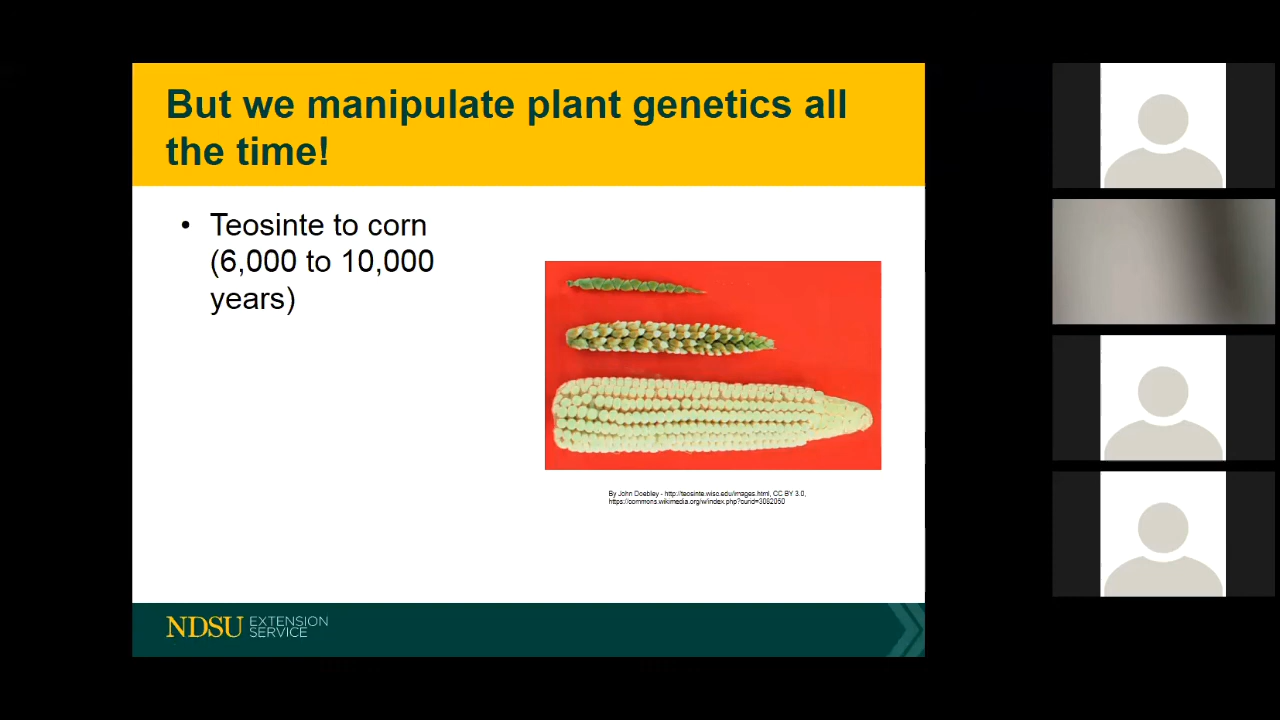 But we manipulate plant genetics all
the time!
• Teosinte to corn
(6,000 to 10,000
years)
By John Doebley - http://teosinte.wisc.edu/images.html, CC BY 3.0,
https://commons.wikimedia.org/w/index.php?curid=3082050
NDSU EXTENSION
SERVICE